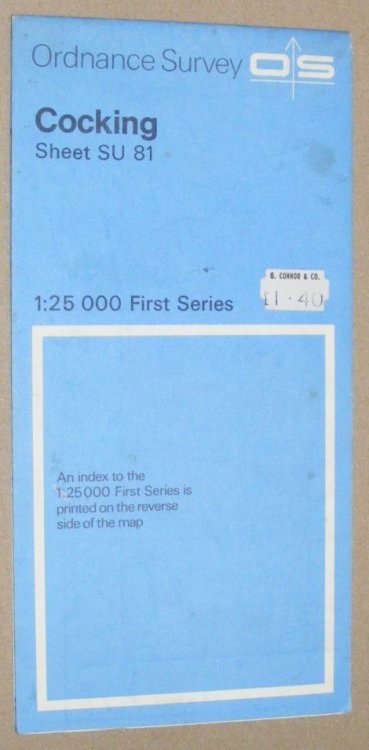 Ordnance Survey OS
Cocking
Sheet SU 81
G. CONNOR & CO.
£1·40
1:25 000 First Series
An index to the
1:25000 First Series is
printed on the reverse
side of the map